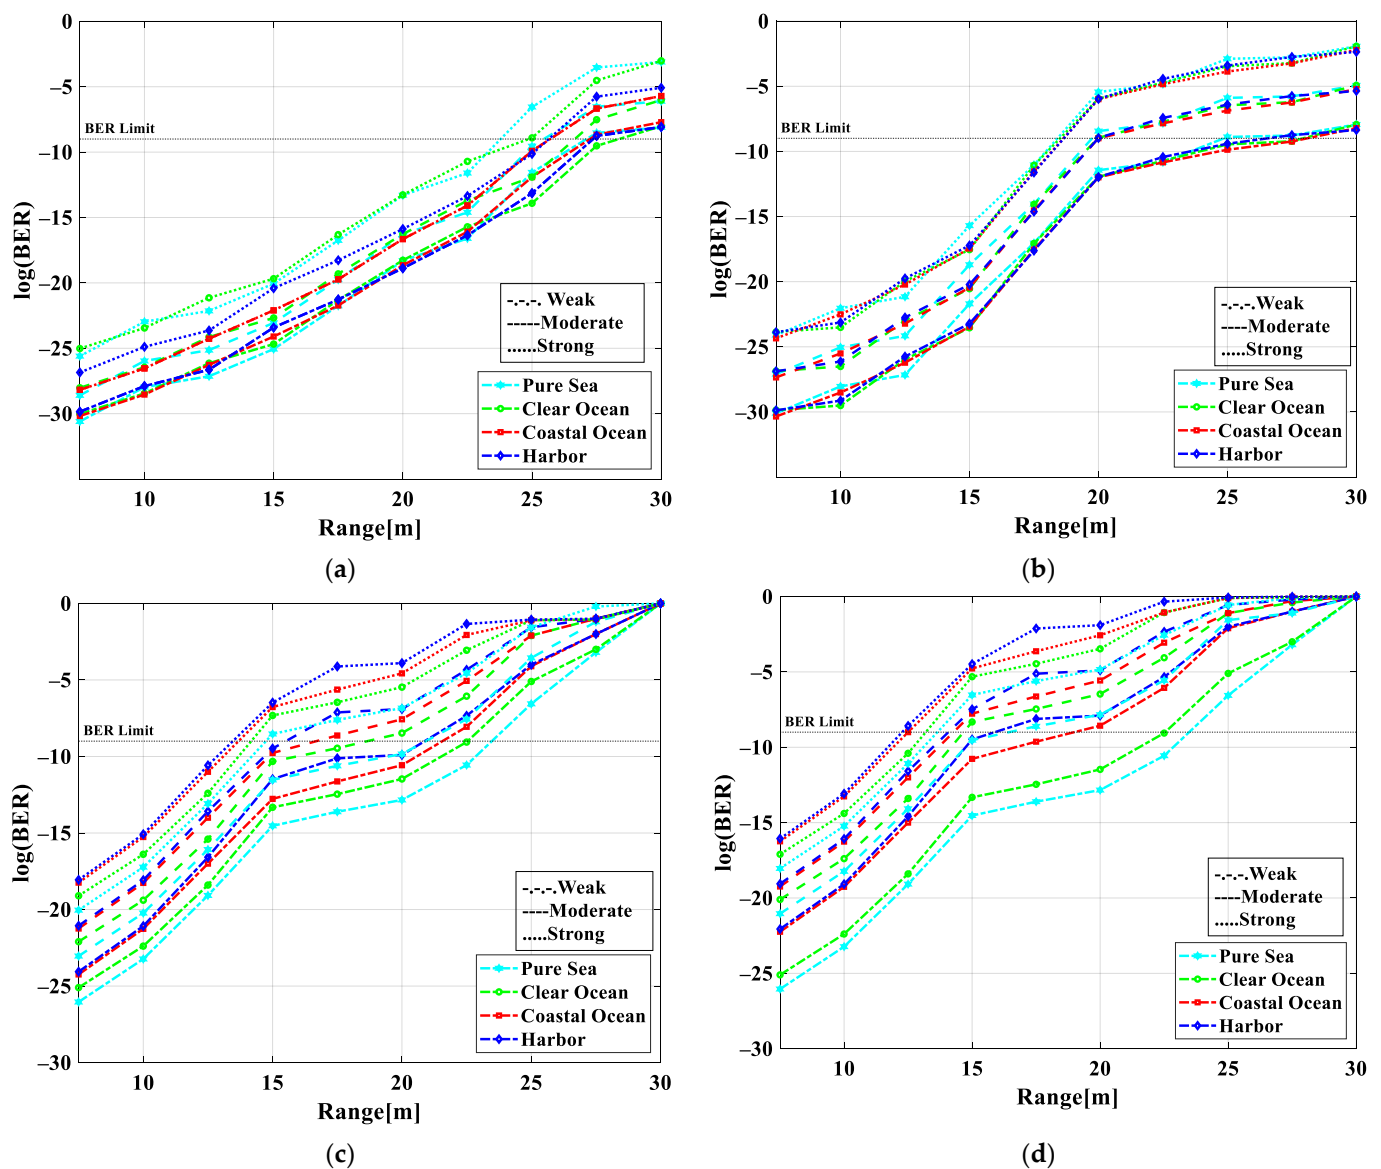 0
−5
−10
−15
−20
−25
−30
log(BER)
BER Limit
-.-.-. Weak
-----Moderate
......Strong
Pure Sea
Clear Ocean
Coastal Ocean
Harbor
10
15
20
25
30
Range[m]
(a)
0
−5
−10
−15
−20
−25
−30
log(BER)
BER Limit
-.-.-. Weak
-----Moderate
......Strong
Pure Sea
Clear Ocean
Coastal Ocean
Harbor
10
15
20
25
30
Range[m]
(b)
0
−5
−10
−15
−20
−25
−30
log(BER)
BER Limit
-.-.-.Weak
-----Moderate
.....Strong
Pure Sea
Clear Ocean
Coastal Ocean
Harbor
10
15
20
25
30
Range[m]
(c)
0
−5
−10
−15
−20
−25
−30
log(BER)
BER Limit
-.-.-.Weak
-----Moderate
......Strong
Pure Sea
Clear Ocean
Coastal Ocean
Harbor
10
15
20
25
30
Range[m]
(d)